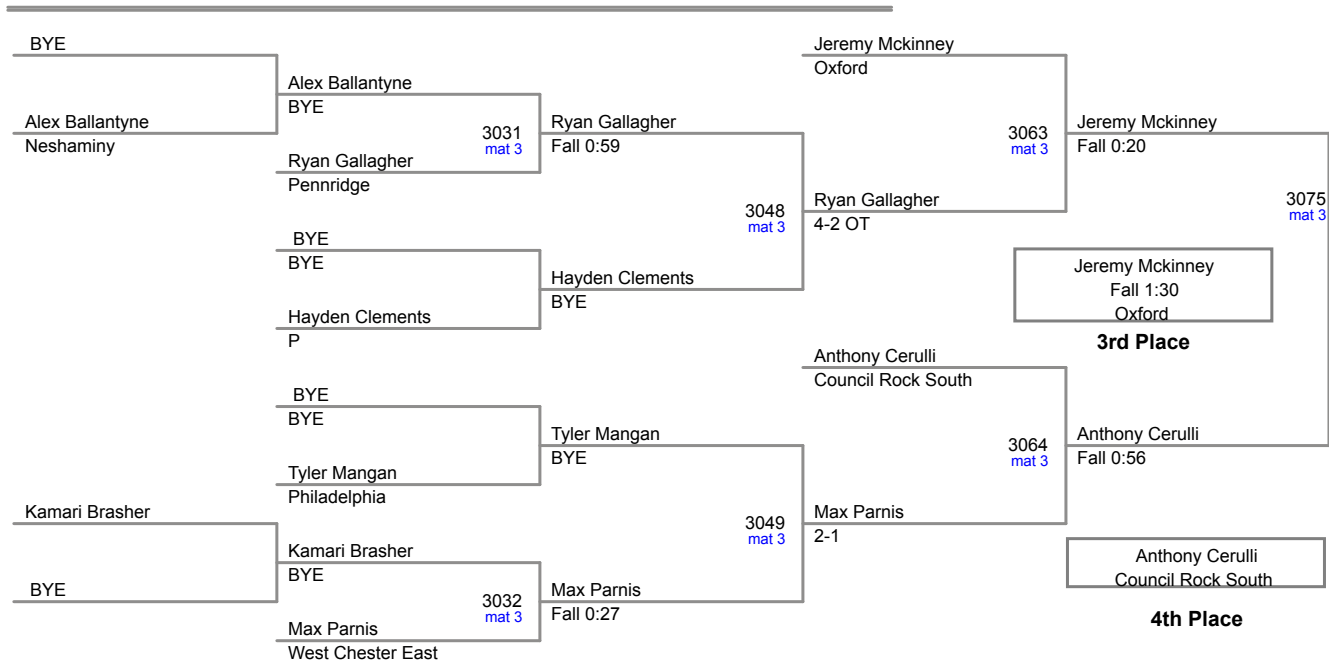 BYE
Alex Ballantyne
Neshaminy
Kamari Brasher
BYE
Alex Ballantyne
BYE
3031
mat 3
Ryan Gallagher
Pennridge
BYE
BYE
Hayden Clements
P
BYE
BYE
Tyler Mangan
Philadelphia
Kamari Brasher
BYE
3032
mat 3
Max Parnis
West Chester East
Ryan Gallagher
Fall 0:59
3048
mat 3
Hayden Clements
BYE
Tyler Mangan
BYE
3049
mat 3
Max Parnis
Fall 0:27
Jeremy Mckinney
Oxford
3063
mat 3
Ryan Gallagher
4-2 OT
Anthony Cerulli
Council Rock South
3064
mat 3
Max Parnis
2-1
Jeremy Mckinney
Fall 0:20
3075
mat 3
Jeremy Mckinney
Fall 1:30
Oxford
3rd Place
Anthony Cerulli
Fall 0:56
Anthony Cerulli
Council Rock South
4th Place